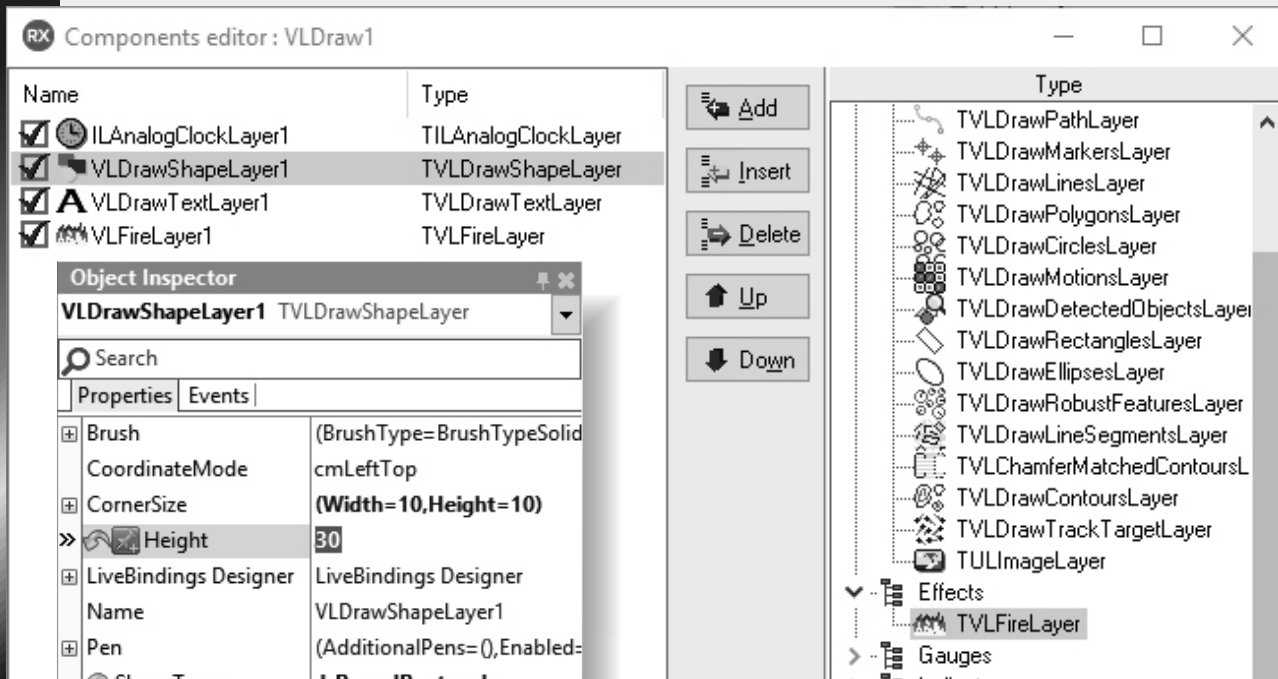 RX Components editor : VLDraw1
Name Type
ILAnalogClockLayer1 TILAnalogClockLayer
VLDrawShapeLayer1 TVLDrawShapeLayer
VLDrawTextLayer1 TVLDrawTextLayer
VLFireLayer1 TVLFireLayer
Object Inspector
VLDrawShapeLayer1 TVLDrawShapeLayer
Search
Properties Events
Brush (BrushType=BrushTypeSolid
CoordinateMode cmLeftTop
CornerSize (Width=10,Height=10)
Height 30
LiveBindings Designer LiveBindings Designer
Name VLDrawShapeLayer1
Pen (AdditionalPens=(),Enabled=
Add
Insert
Delete
Up
Down
Type
TVLDrawPathLayer
TVLDrawMarkersLayer
TVLDrawLinesLayer
TVLDrawPolygonsLayer
TVLDrawCirclesLayer
TVLDrawMotionsLayer
TVLDrawDetectedObjectsLayer
TVLDrawRectanglesLayer
TVLDrawEllipsesLayer
TVLDrawRobustFeaturesLayer
TVLDrawLineSegmentsLayer
TVLChamferMatchedContoursL
TVLDrawContoursLayer
TVLDrawTrackTargetLayer
TULImageLayer
Effects
TVLFireLayer
Gauges